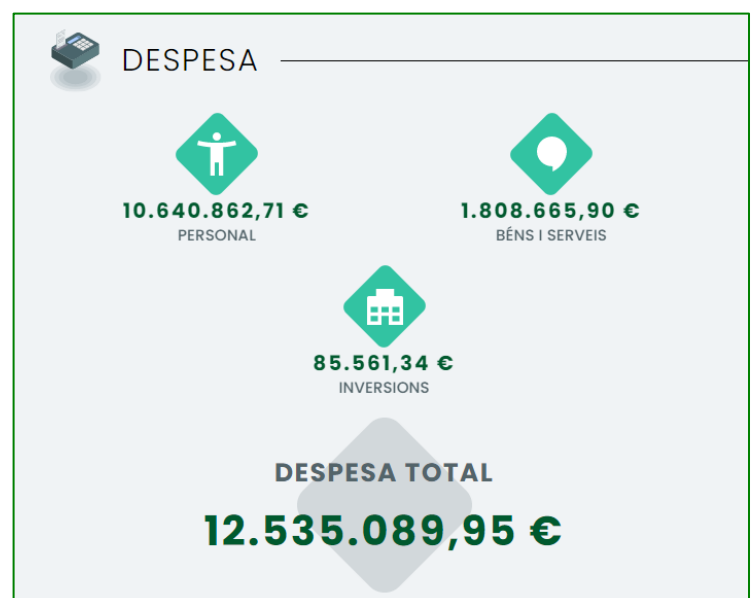 DESPESA
10.640.862,71 €
PERSONAL
1.808.665,90 €
BÉNS I SERVEIS
85.561,34 €
INVERSIONS
DESPESA TOTAL
12.535.089,95 €